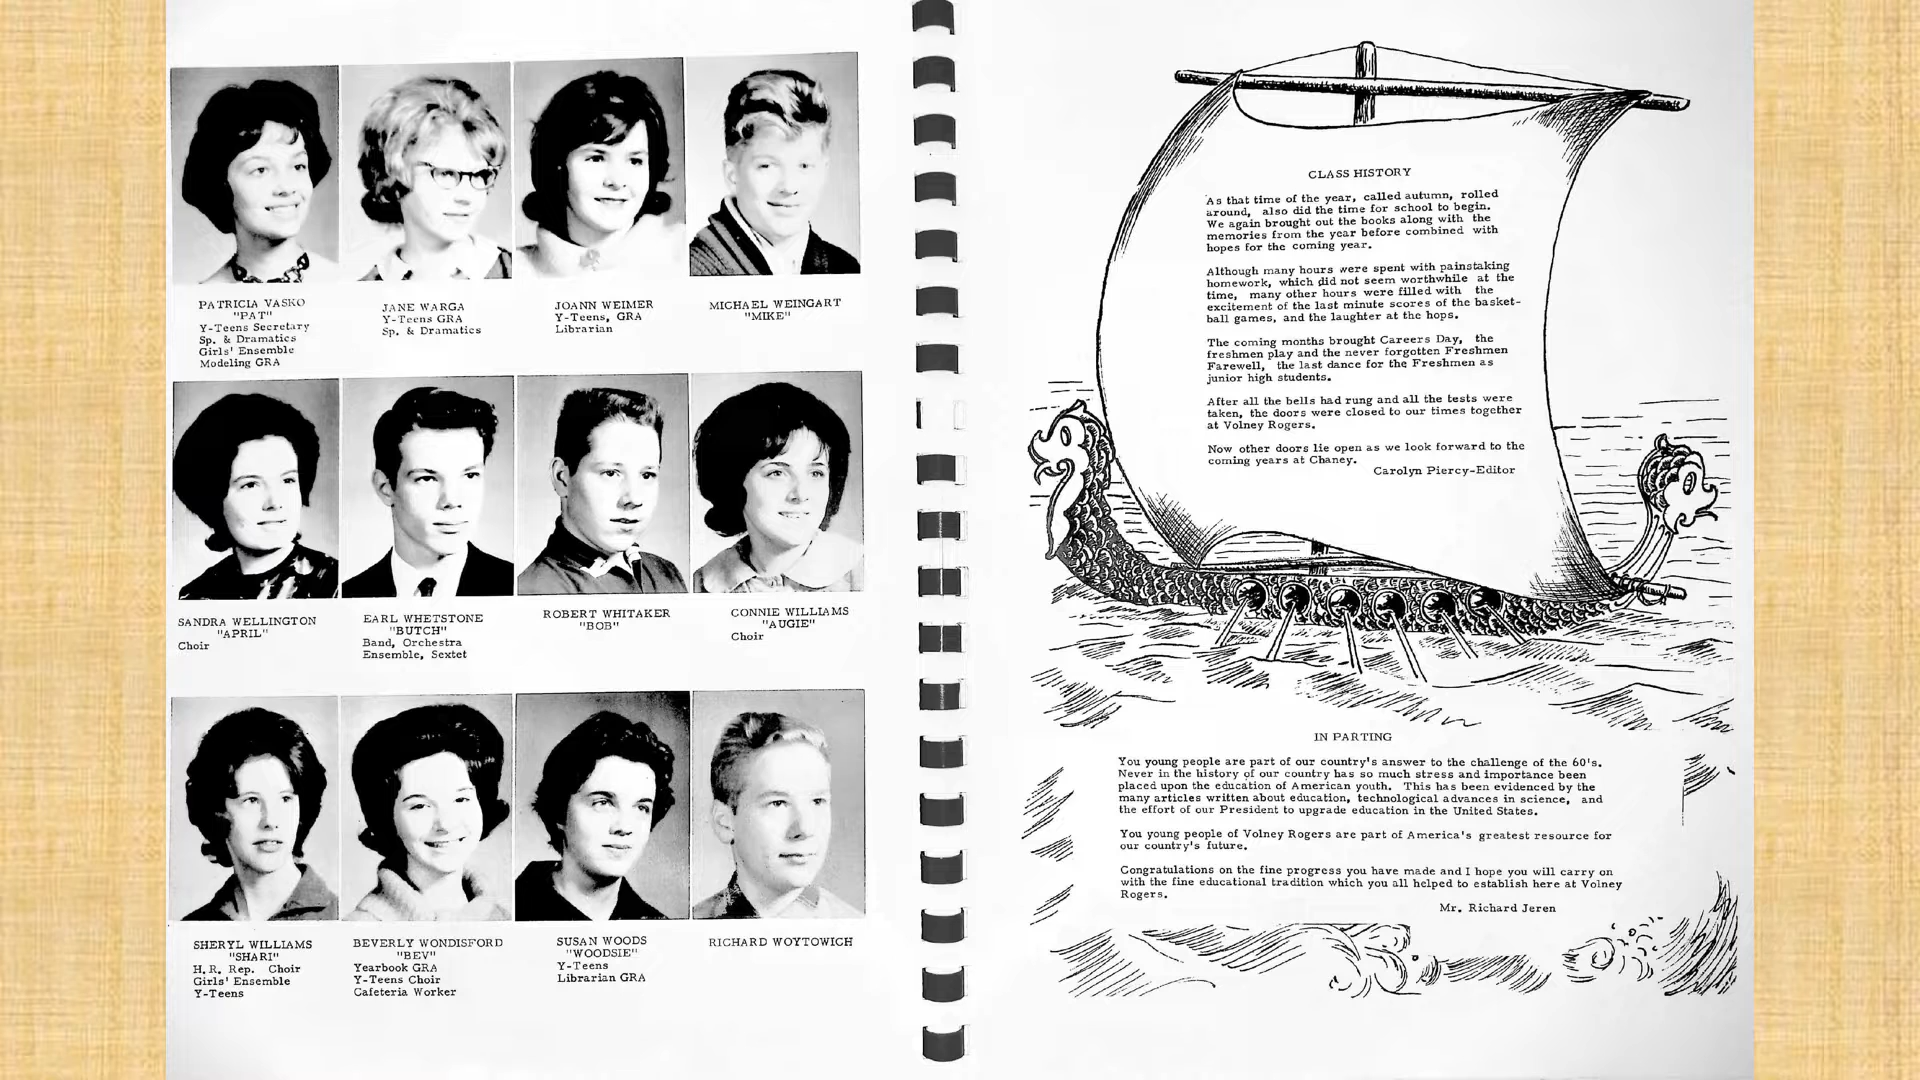 PATRICIA VASKO
"PAT"
Y-Teens Secretary
Sp. & Dramatics
Girls' Ensemble
Modeling GRA
JANE WARGA
Y-Teens GRA
Sp. & Dramatics
JOANN WEIMER
Y-Teens, GRA
Librarian
MICHAEL WEINGART
"MIKE"
SANDRA WELLINGTON
"APRIL"
Choir
EARL WHETSTONE
"BUTCH"
Band, Orchestra
Ensemble, Sextet
ROBERT WHITAKER
"BOB"
CONNIE WILLIAMS
"AUGIE"
Choir
SHERYL WILLIAMS
"SHARI"
H.R. Rep. Choir
Girls' Ensemble
Y-Teens
BEVERLY WONDISFORD
"BEV"
Yearbook GRA
Y-Teens Choir
Cafeteria Worker
SUSAN WOODS
"WOODSIE"
Y-Teens
Librarian GRA
RICHARD WOYTOWICH
CLASS HISTORY
As that time of the year, called autumn, rolled
around, also did the time for school to begin.
We again brought out the books along with the
memories from the year before combined with
hopes for the coming year.
Although many hours were spent with painstaking
homework, which did not seem worthwhile at the
time, many other hours were filled with the
excitement of the last minute scores of the basket-
ball games, and the laughter at the hops.
The coming months brought Careers Day, the
freshmen play and the never forgotten Freshmen
Farewell, the last dance for the Freshmen as
junior high students.
After all the bells had rung and all the tests were
taken, the doors were closed to our times together
at Volney Rogers.
Now other doors lie open as we look forward to the
coming years at Chaney.
Carolyn Piercy-Editor
IN PARTING
You young people are part of our country's answer to the challenge of the 60's.
Never in the history of our country has so much stress and importance been
placed upon the education of American youth. This has been evidenced by the
many articles written about education, technological advances in science, and
the effort of our President to upgrade education in the United States.
You young people of Volney Rogers are part of America's greatest resource for
our country's future.
Congratulations on the fine progress you have made and I hope you will carry on
with the fine educational tradition which you all helped to establish here at Volney
Rogers.
Mr. Richard Jeren